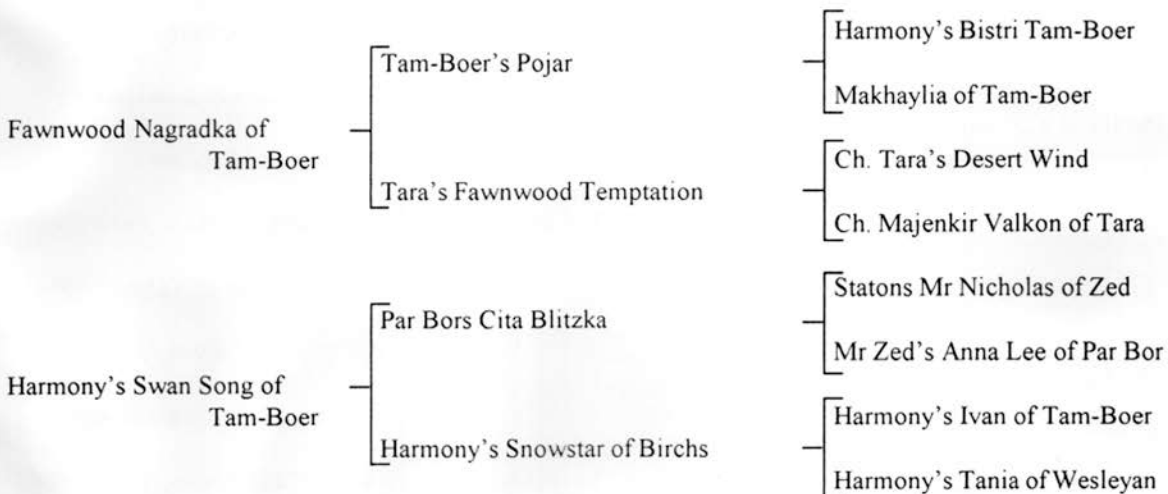 Harmony's Bistri Tam-Boer
Tam-Boer's Pojar
Makhaylia of Tam-Boer
Fawnwood Nagradka of
Tam-Boer
Ch. Tara's Desert Wind
Tara's Fawnwood Temptation
Ch. Majenkir Valkon of Tara
Statons Mr Nicholas of Zed
Par Bors Cita Blitzka
Mr Zed's Anna Lee of Par Bor
Harmony's Swan Song of
Tam-Boer
Harmony's Ivan of Tam-Boer
Harmony's Snowstar of Birchs
Harmony's Tania of Wesleyan